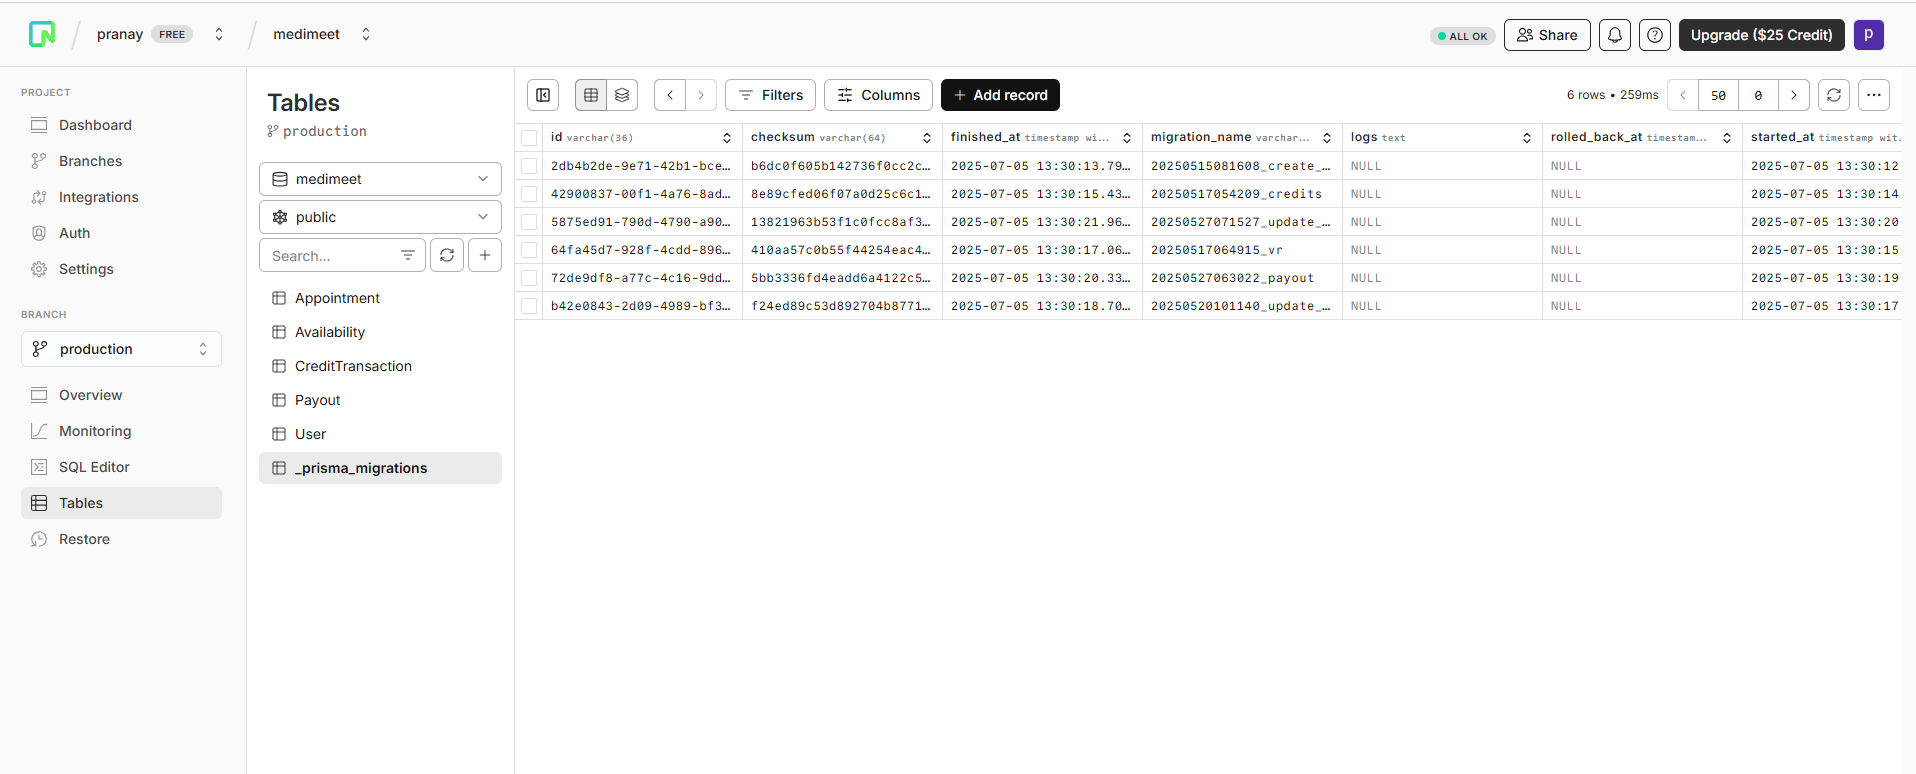 pranay FREE medimeet ALL OK Share Upgrade ($25 Credit) p
PROJECT
Dashboard
Branches
Integrations
Auth
Settings
BRANCH
production
Overview
Monitoring
SQL Editor
Tables
Restore
Tables
production
medimeet
public
Search...
Appointment
Availability
CreditTransaction
Payout
User
_prisma_migrations
Filters Columns Add record 6 rows • 259ms 50 0
id varchar(36) checksum varchar(64) finished_at timestamp wi... migration_name varchar... logs text rolled_back_at timestam... started_at timestamp wit.
2db4b2de-9e71-42b1-bce... b6dc0f605b142736f0cc2c... 2025-07-05 13:30:13.79... 20250515081608_create_... NULL NULL 2025-07-05 13:30:12
42900837-00f1-4a76-8ad... 8e89cfed06f07a0d25c6c1... 2025-07-05 13:30:15.43... 20250517054209_credits NULL NULL 2025-07-05 13:30:14
5875ed91-790d-4790-a90... 13821963b53f1c0fcc8af3... 2025-07-05 13:30:21.96... 20250527071527_update_... NULL NULL 2025-07-05 13:30:20
64fa45d7-928f-4cdd-896... 410aa57c0b55f44254eac4... 2025-07-05 13:30:17.06... 20250517064915_vr NULL NULL 2025-07-05 13:30:15
72de9df8-a77c-4c16-9dd... 5bb3336fd4eadd6a4122c5... 2025-07-05 13:30:20.33... 20250527063022_payout NULL NULL 2025-07-05 13:30:19
b42e0843-2d09-4989-bf3... f24ed89c53d892704b8771... 2025-07-05 13:30:18.70... 20250520101140_update_... NULL NULL 2025-07-05 13:30:17